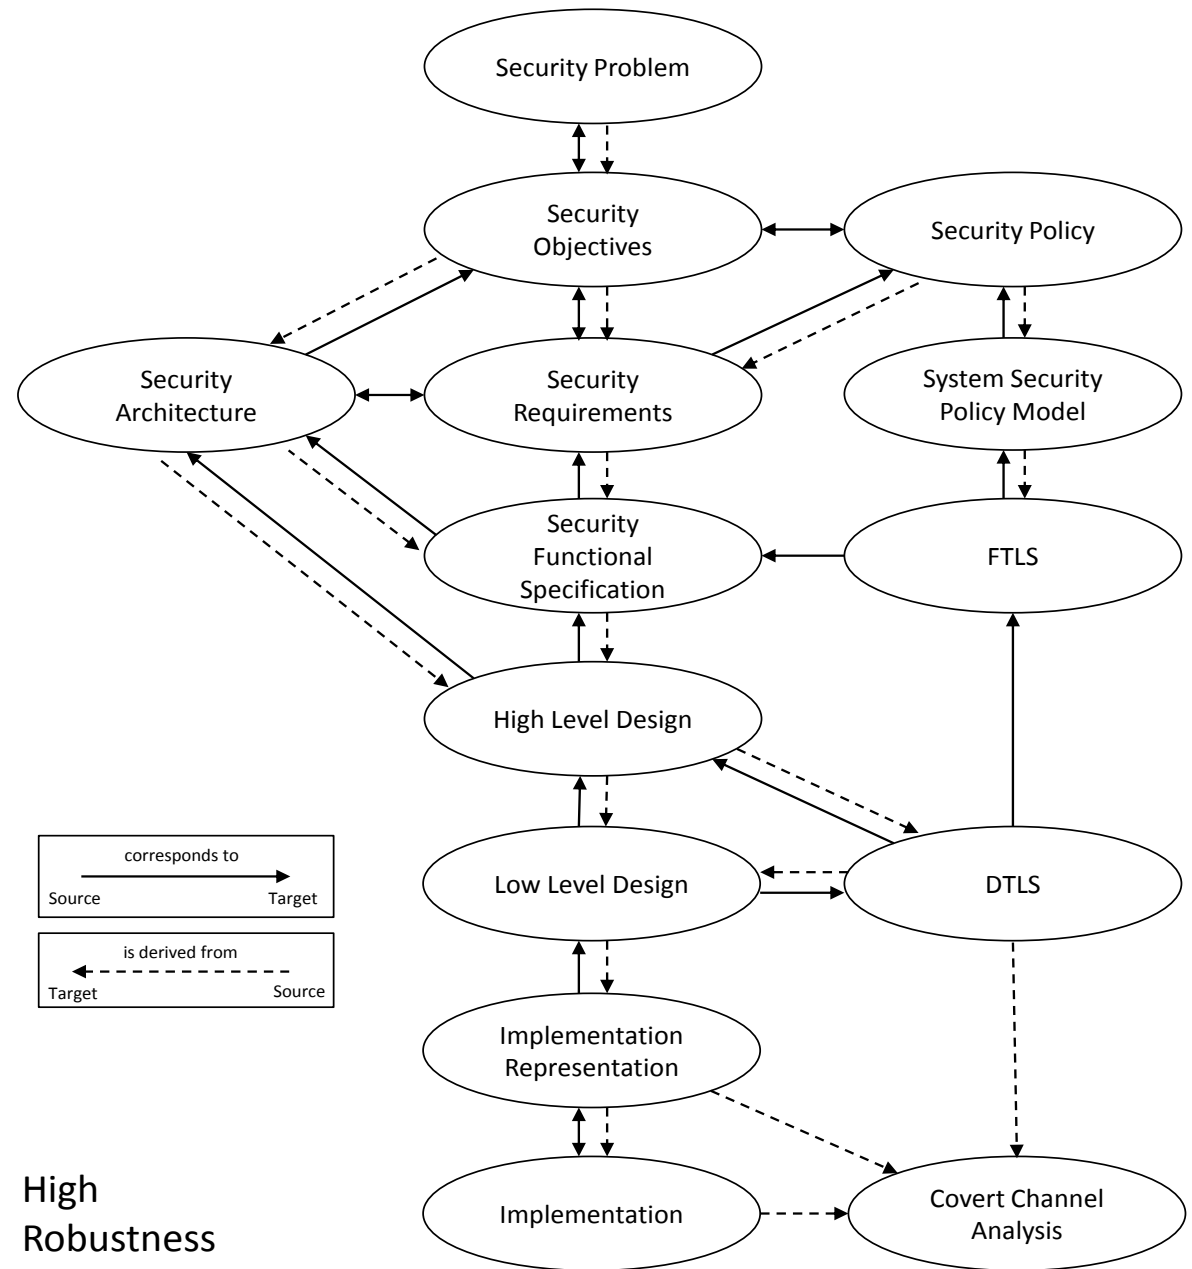 Security Problem
Security
Objectives
Security Policy
Security
Architecture
Security
Requirements
System Security
Policy Model
Security
Functional
Specification
FTLS
High Level Design
Low Level Design
DTLS
corresponds to
Source
Target
is derived from
Target
Source
Implementation
Representation
Implementation
Covert Channel
Analysis
High
Robustness